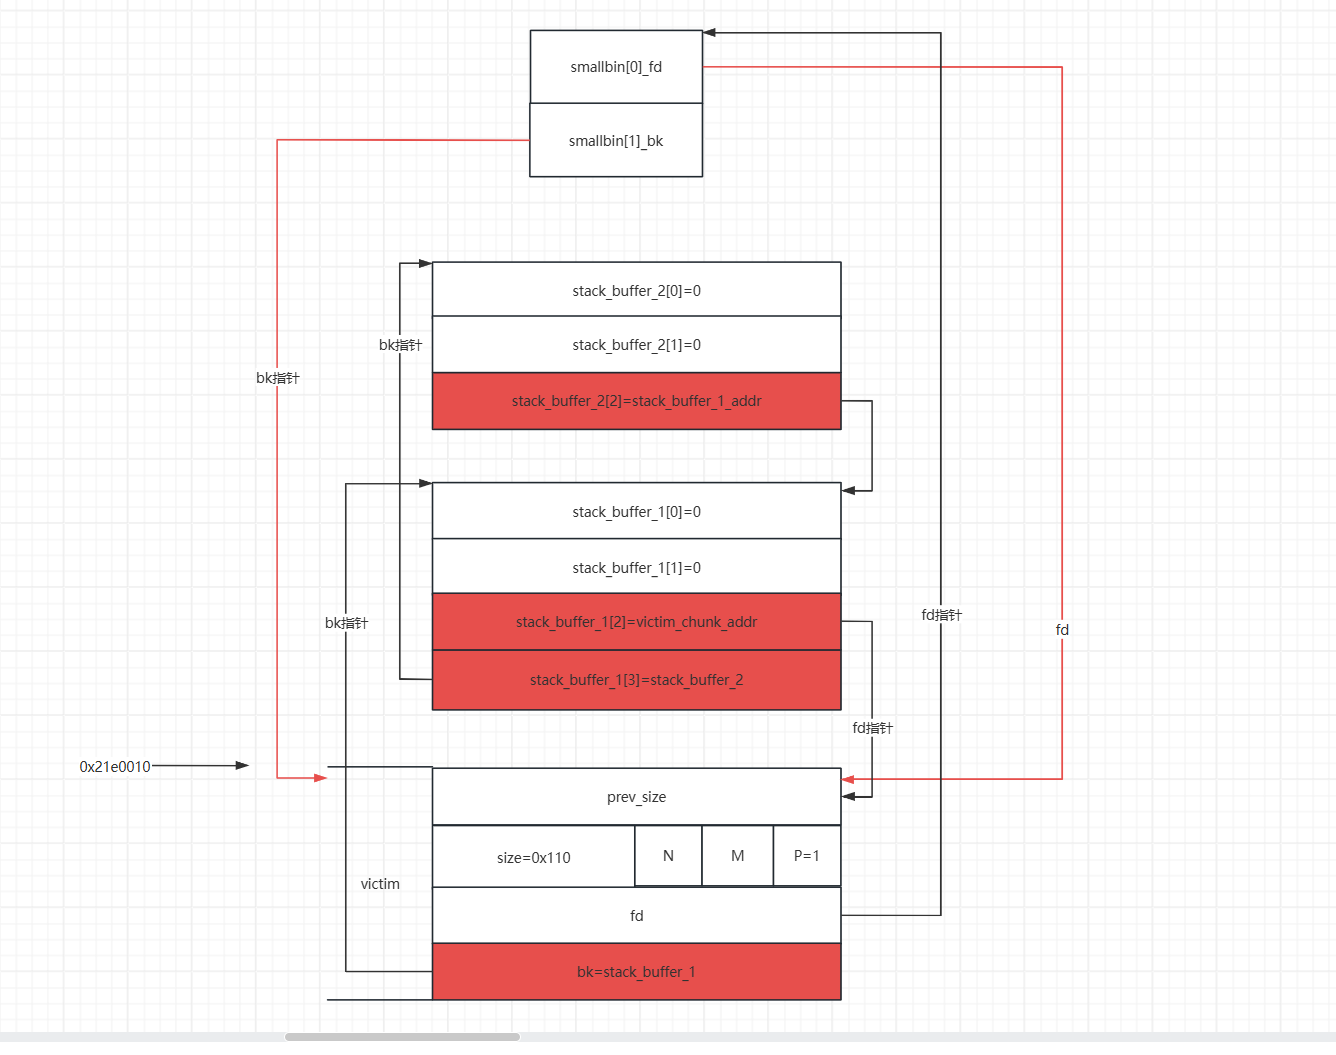 smallbin[0]_fd
smallbin[1]_bk
stack_buffer_2[0]=0
bk指针
stack_buffer_2[1]=0
bk指针
stack_buffer_2[2]=stack_buffer_1_addr
stack_buffer_1[0]=0
stack_buffer_1[1]=0
bk指针
stack_buffer_1[2]=victim_chunk_addr
fd指针
fd
stack_buffer_1[3]=stack_buffer_2
fd指针
0x21e0010
prev_size
size=0x110
N
M
P=1
victim
fd
bk=stack_buffer_1